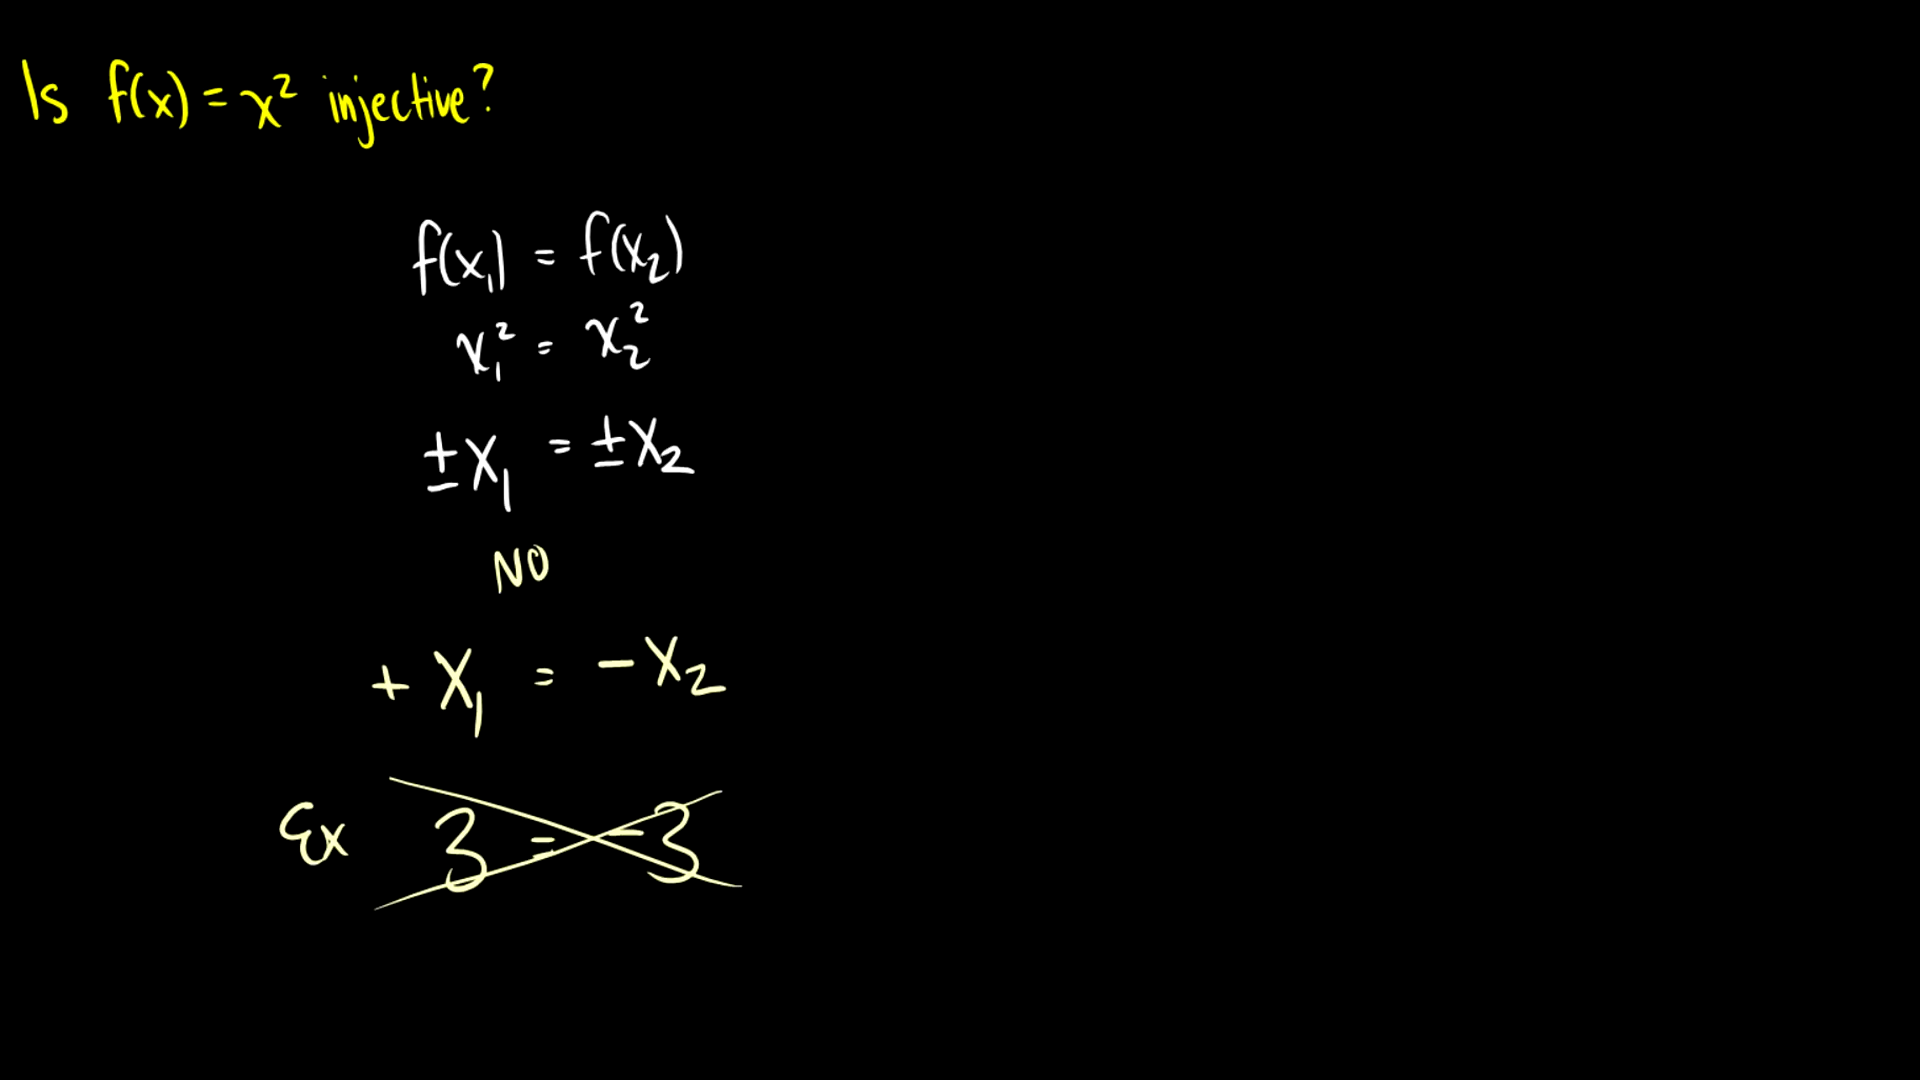 Is f(x) = x² injective?
f(x₁) = f(x₂)
x₁² = x₂²
±x₁ = ±x₂
NO
+ x₁ = -x₂
Ex 3 = -3